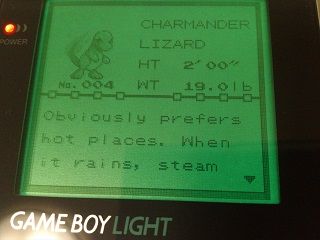 POWER
CHARMANDER
LIZARD
HT 2'00"
No.004 WT 19.0lb
Obviously prefers
hot places. When
it rains, steam
GAME BOY LIGHT